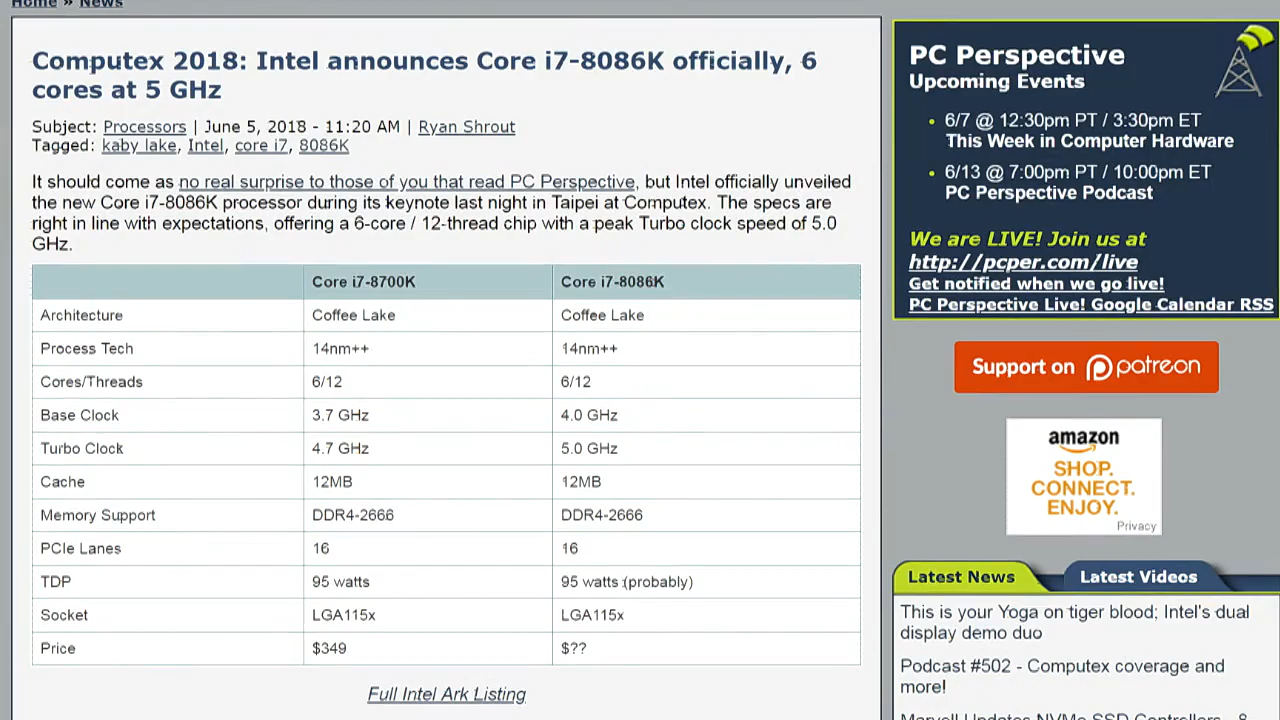 Home » News
Computex 2018: Intel announces Core i7-8086K officially, 6
cores at 5 GHz
Subject: Processors | June 5, 2018 - 11:20 AM | Ryan Shrout
Tagged: kaby lake, Intel, core i7, 8086K
It should come as no real surprise to those of you that read PC Perspective, but Intel officially unveiled
the new Core i7-8086K processor during its keynote last night in Taipei at Computex. The specs are
right in line with expectations, offering a 6-core / 12-thread chip with a peak Turbo clock speed of 5.0
GHz.
Core i7-8700K Core i7-8086K
Architecture Coffee Lake Coffee Lake
Process Tech 14nm++ 14nm++
Cores/Threads 6/12 6/12
Base Clock 3.7 GHz 4.0 GHz
Turbo Clock 4.7 GHz 5.0 GHz
Cache 12MB 12MB
Memory Support DDR4-2666 DDR4-2666
PCIe Lanes 16 16
TDP 95 watts 95 watts (probably)
Socket LGA115x LGA115x
Price $349 $??
Full Intel Ark Listing
PC Perspective
Upcoming Events
6/7 @ 12:30pm PT / 3:30pm ET
This Week in Computer Hardware
6/13 @ 7:00pm PT / 10:00pm ET
PC Perspective Podcast
We are LIVE! Join us at
http://pcper.com/live
Get notified when we go live!
PC Perspective Live! Google Calendar RSS
Support on patreon
amazon
SHOP.
CONNECT.
ENJOY.
Privacy
Latest News Latest Videos
This is your Yoga on tiger blood; Intel's dual
display demo duo
Podcast #502 - Computex coverage and
more!
Marvell Updates NVMe SSD Controllers - 8